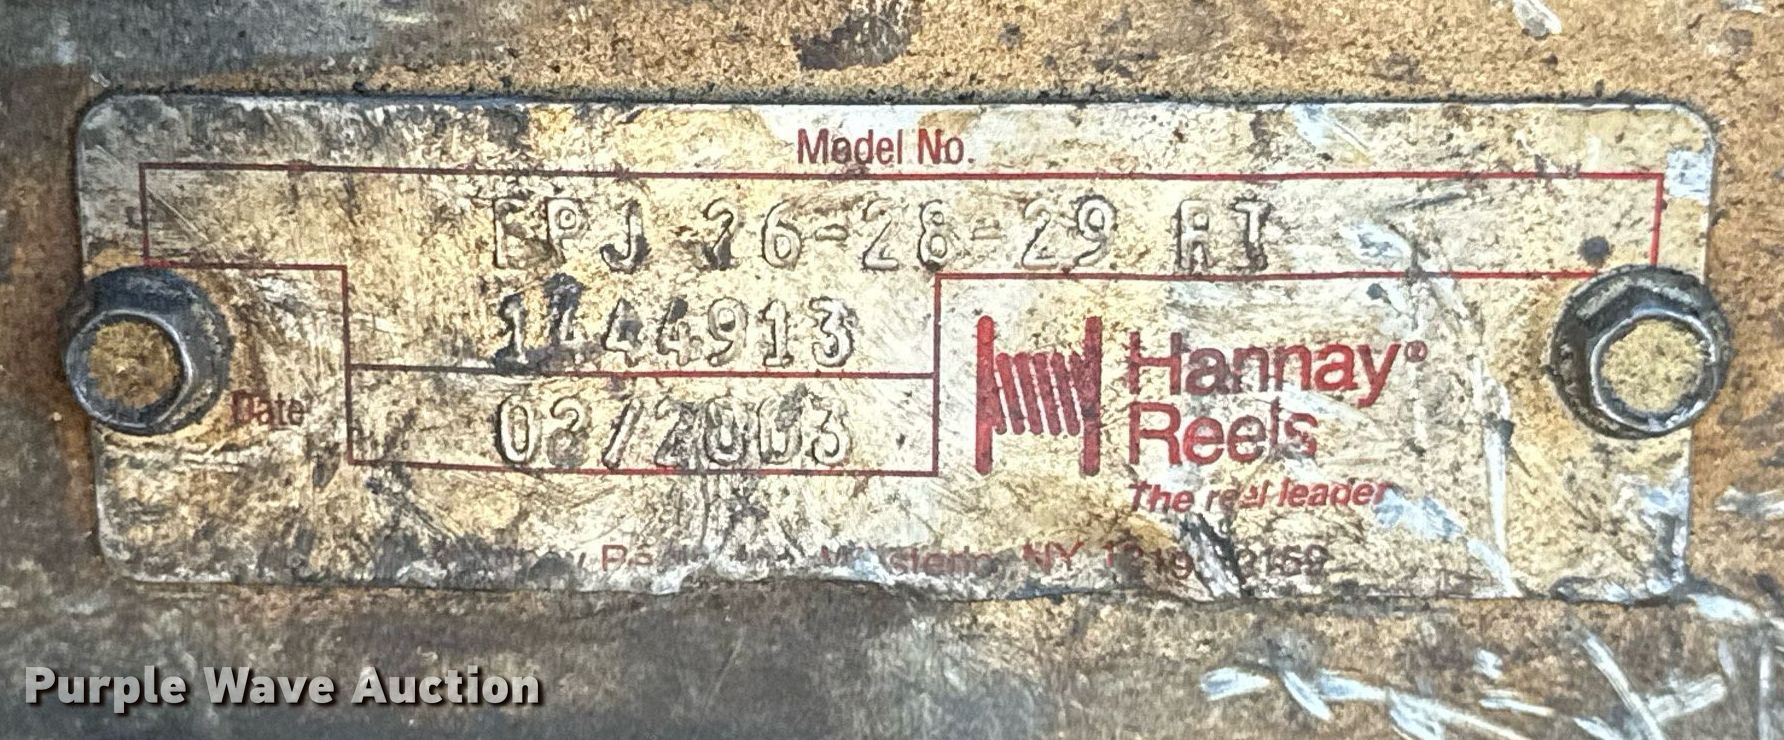 Model No.
EPJ 26-28-29 RT
1444913
Date 02/2003
Hannay®
Reels
The reel leader
NY
Purple Wave Auction